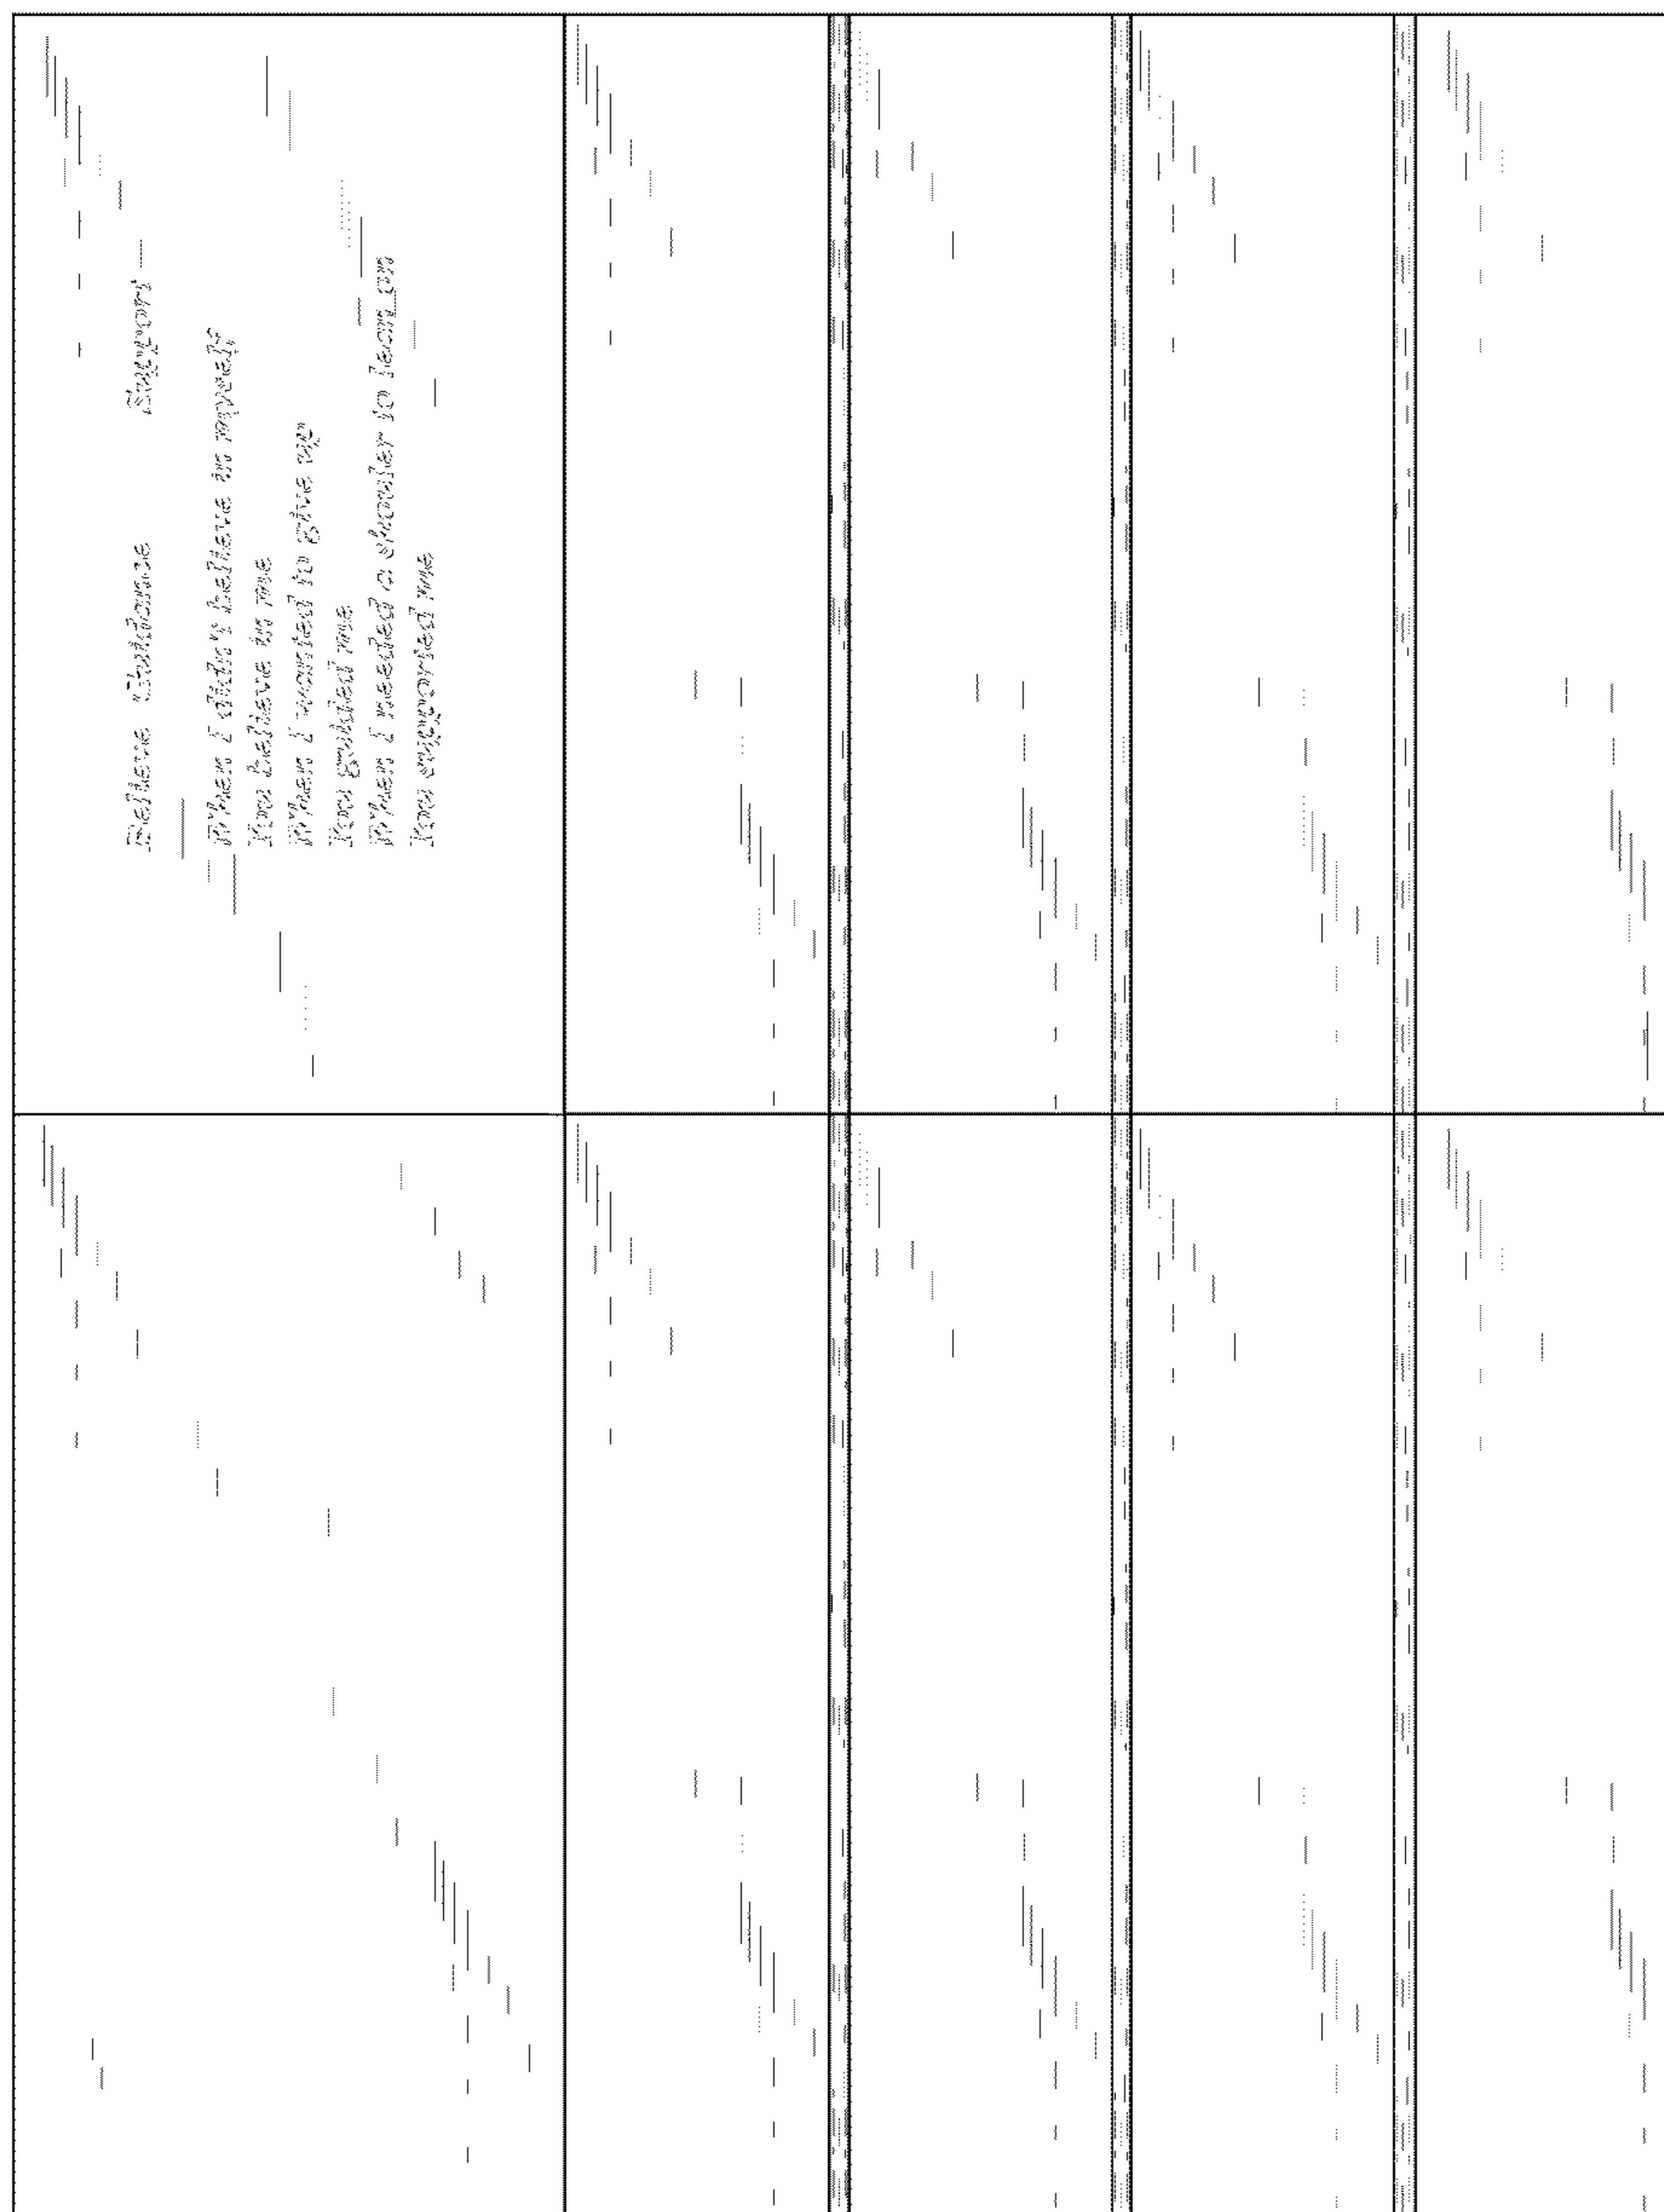 Believe Guidance Support
When I didn't believe in myself
You believe in me
When I wanted to give up
You guided me
When I needed a shouler to lean on
You supported me